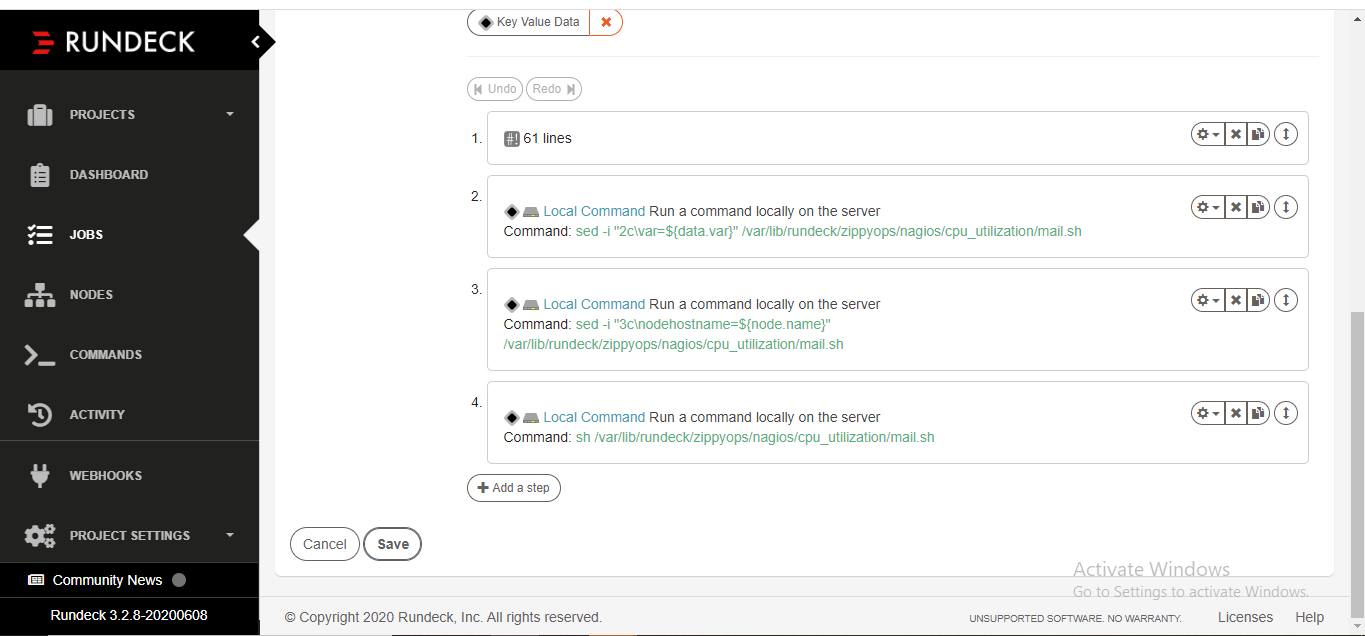 RUNDECK
PROJECTS
DASHBOARD
JOBS
NODES
COMMANDS
ACTIVITY
WEBHOOKS
PROJECT SETTINGS
Community News
Rundeck 3.2.8-20200608
Key Value Data
Undo Redo
1. #! 61 lines
2.
Local Command Run a command locally on the server
Command: sed -i "2c\var=${data.var}" /var/lib/rundeck/zippyops/nagios/cpu_utilization/mail.sh
3.
Local Command Run a command locally on the server
Command: sed -i "3c\nodehostname=${node.name}"
/var/lib/rundeck/zippyops/nagios/cpu_utilization/mail.sh
4.
Local Command Run a command locally on the server
Command: sh /var/lib/rundeck/zippyops/nagios/cpu_utilization/mail.sh
Add a step
Cancel Save
Activate Windows
Go to Settings to activate Windows.
© Copyright 2020 Rundeck, Inc. All rights reserved. UNSUPPORTED SOFTWARE. NO WARRANTY. Licenses Help